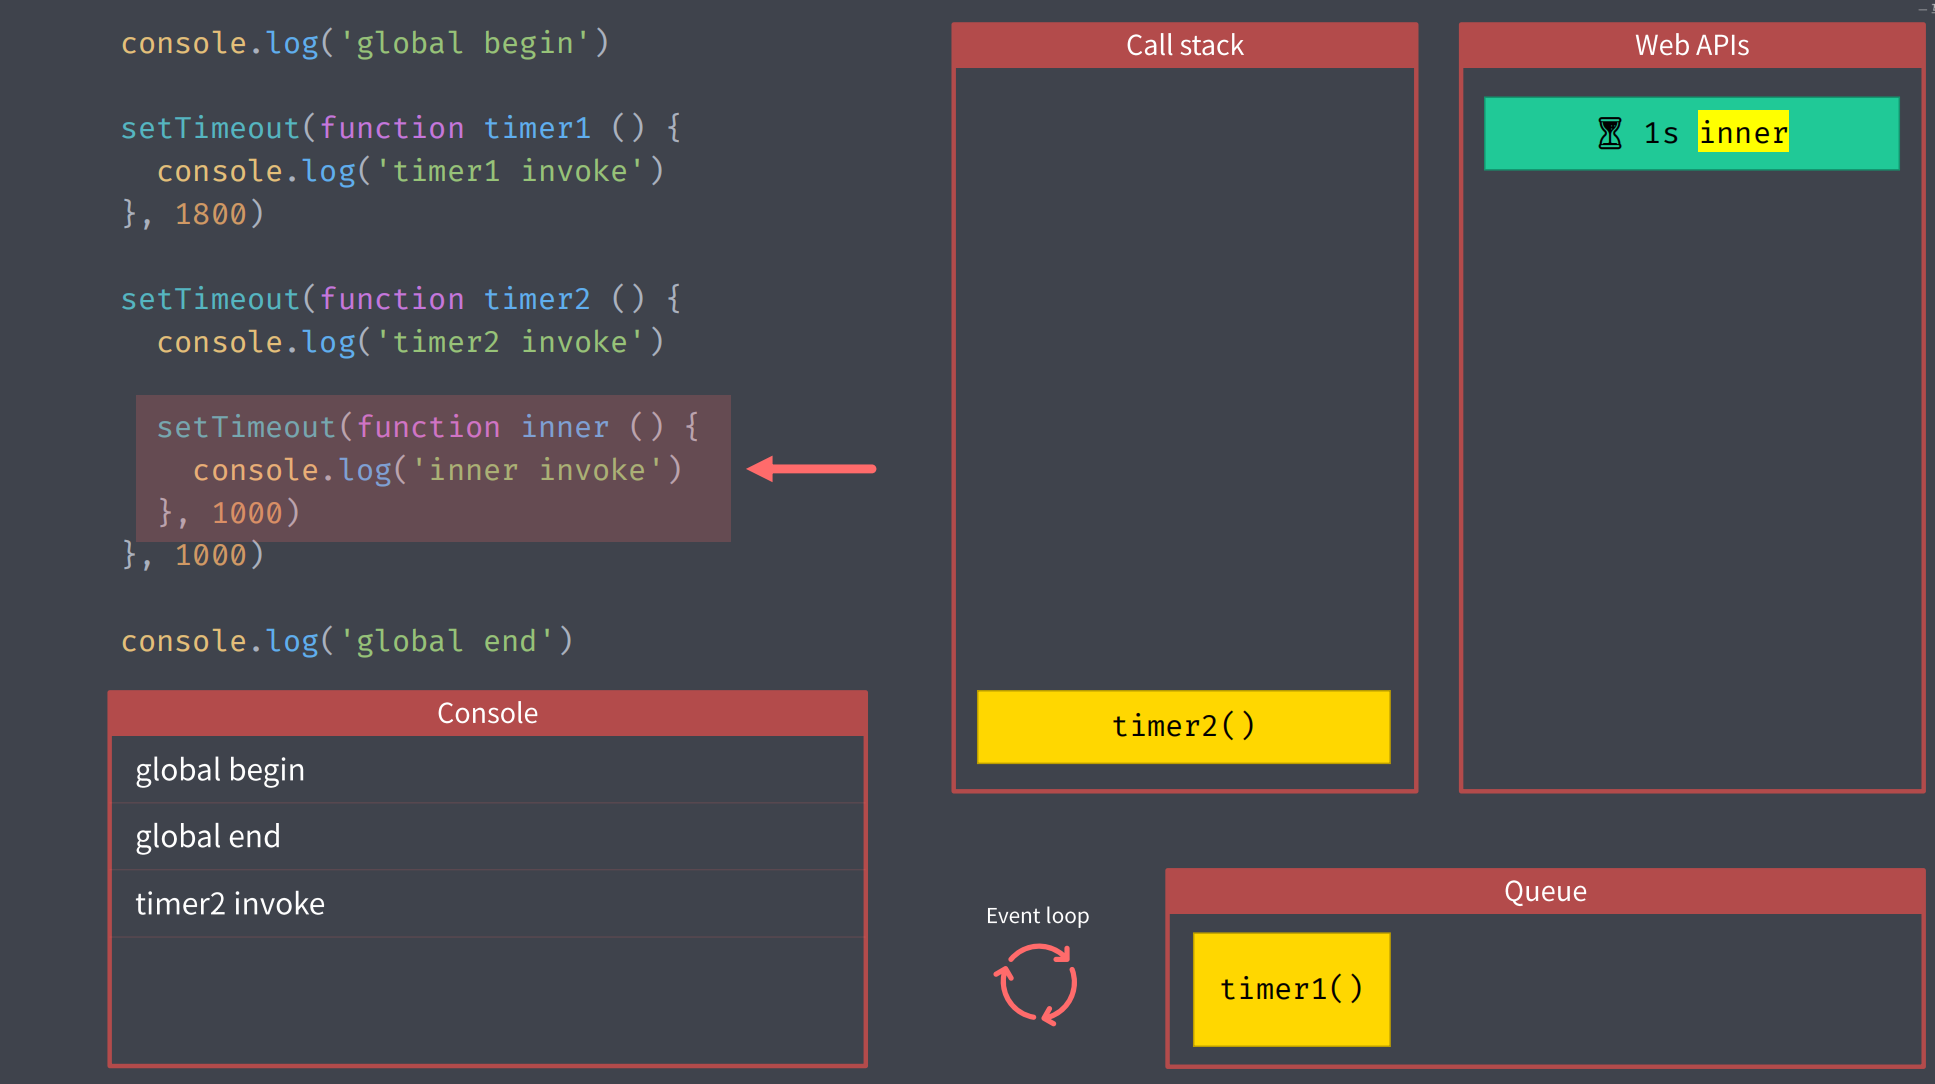 console.log('global begin')
setTimeout(function timer1 () {
  console.log('timer1 invoke')
}, 1800)
setTimeout(function timer2 () {
  console.log('timer2 invoke')
  setTimeout(function inner () {
    console.log('inner invoke')
  }, 1000)
}, 1000)
console.log('global end')
Console
global begin
global end
timer2 invoke
Call stack
timer2()
Web APIs
1s inner
Event loop
Queue
timer1()